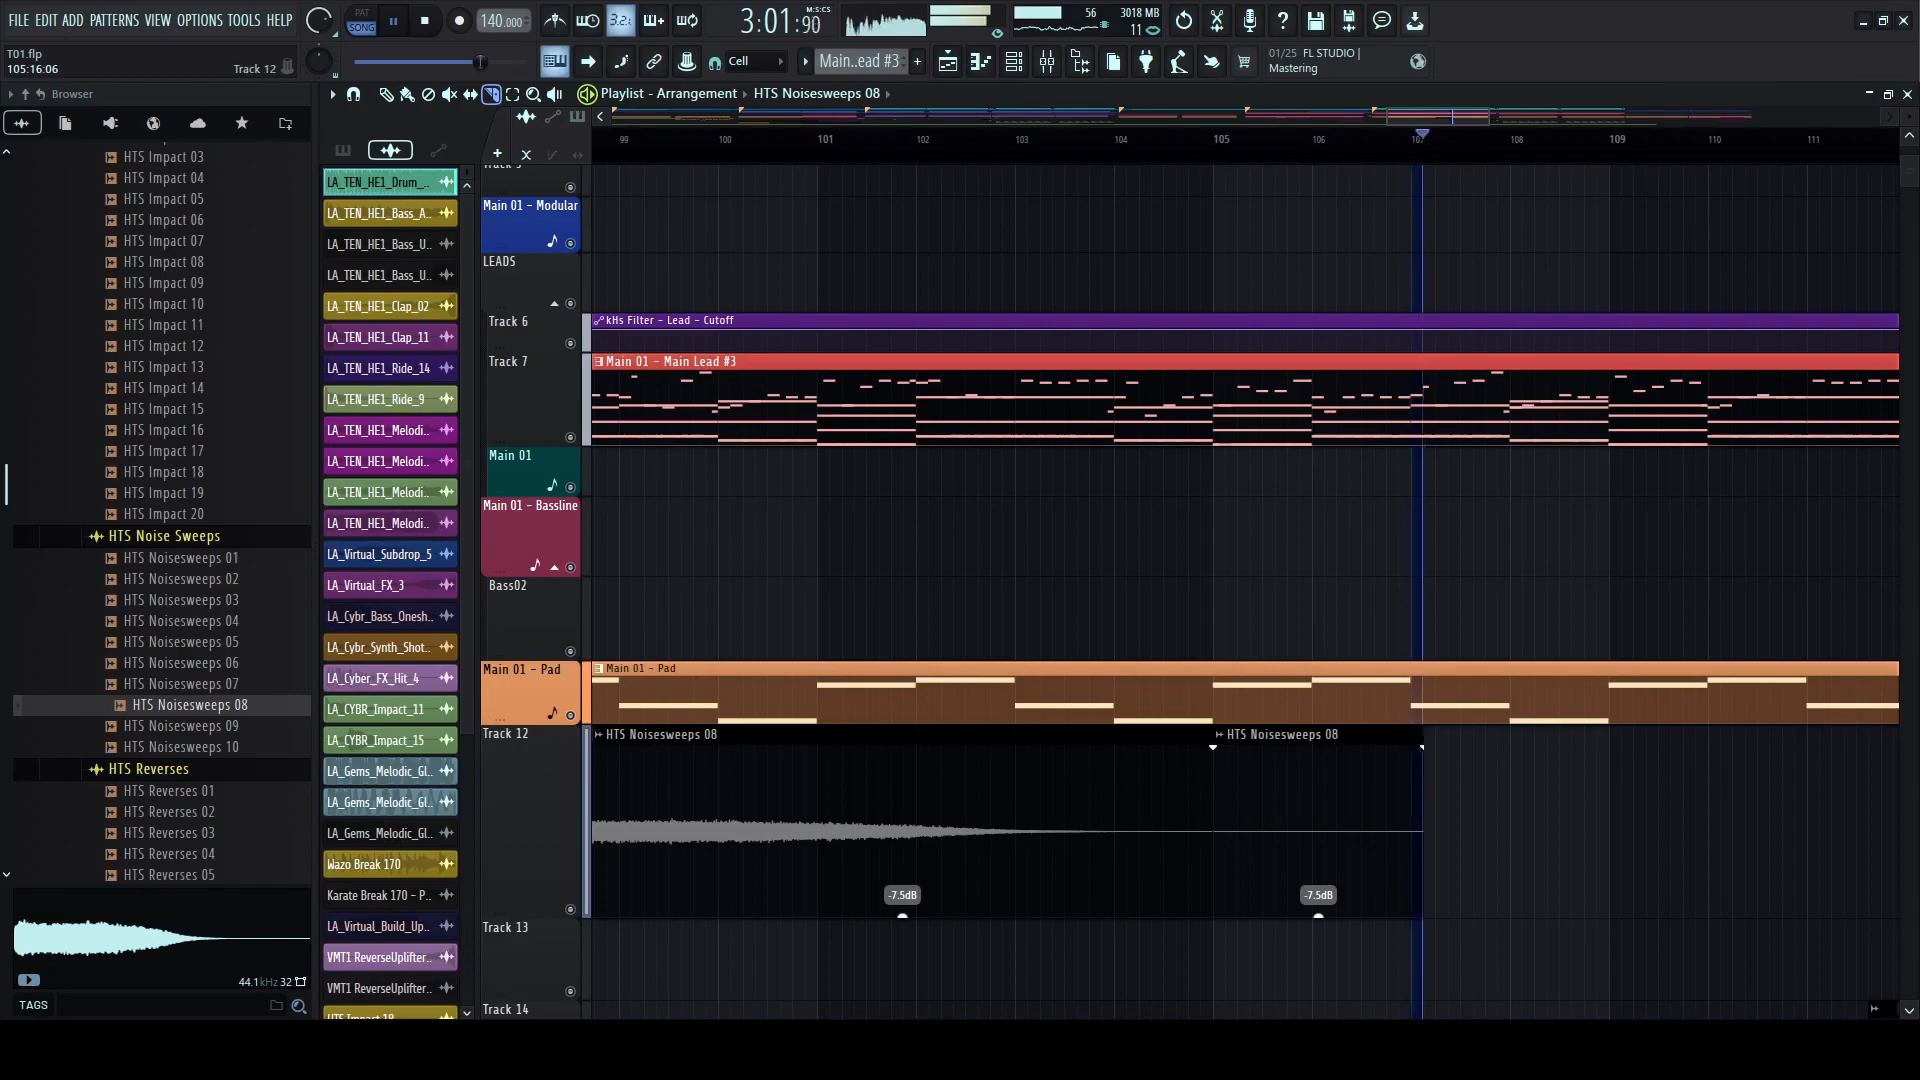 FILE EDIT ADD PATTERNS VIEW OPTIONS TOOLS HELP
PAT
SONG
140.000
3.2.
3:01:90
M:S:CS
56
3018 MB
11
T01.flp
105:16:06
Track 12
Cell
Main..ead #3
01/25 FL STUDIO |
Mastering
Browser
Playlist - Arrangement
HTS Noisesweeps 08
99
100
101
102
103
104
105
106
107
108
109
110
111
HTS Impact 03
HTS Impact 04
HTS Impact 05
HTS Impact 06
HTS Impact 07
HTS Impact 08
HTS Impact 09
HTS Impact 10
HTS Impact 11
HTS Impact 12
HTS Impact 13
HTS Impact 14
HTS Impact 15
HTS Impact 16
HTS Impact 17
HTS Impact 18
HTS Impact 19
HTS Impact 20
HTS Noise Sweeps
HTS Noisesweeps 01
HTS Noisesweeps 02
HTS Noisesweeps 03
HTS Noisesweeps 04
HTS Noisesweeps 05
HTS Noisesweeps 06
HTS Noisesweeps 07
HTS Noisesweeps 08
HTS Noisesweeps 09
HTS Noisesweeps 10
HTS Reverses
HTS Reverses 01
HTS Reverses 02
HTS Reverses 03
HTS Reverses 04
HTS Reverses 05
44.1kHz 32
TAGS
LA_TEN_HE1_Drum_..
LA_TEN_HE1_Bass_A..
LA_TEN_HE1_Bass_U..
LA_TEN_HE1_Bass_U..
LA_TEN_HE1_Clap_02
LA_TEN_HE1_Clap_11
LA_TEN_HE1_Ride_14
LA_TEN_HE1_Ride_9
LA_TEN_HE1_Melodi..
LA_TEN_HE1_Melodi..
LA_TEN_HE1_Melodi..
LA_TEN_HE1_Melodi..
LA_Virtual_Subdrop_5
LA_Virtual_FX_3
LA_Cybr_Bass_Onesh..
LA_Cybr_Synth_Shot..
LA_Cyber_FX_Hit_4
LA_CYBR_Impact_11
LA_CYBR_Impact_15
LA_Gems_Melodic_Gl..
LA_Gems_Melodic_Gl..
LA_Gems_Melodic_Gl..
Wazo Break 170
Karate Break 170 - P..
LA_Virtual_Build_Up..
VMT1 ReverseUplifter..
VMT1 ReverseUplifter..
HTS Impact 18
Main 01 - Modular
LEADS
Track 6
kHs Filter - Lead - Cutoff
Track 7
Main 01 - Main Lead #3
Main 01
Main 01 - Bassline
Bass02
Main 01 - Pad
Main 01 - Pad
Track 12
HTS Noisesweeps 08
HTS Noisesweeps 08
-7.5dB
-7.5dB
Track 13
Track 14